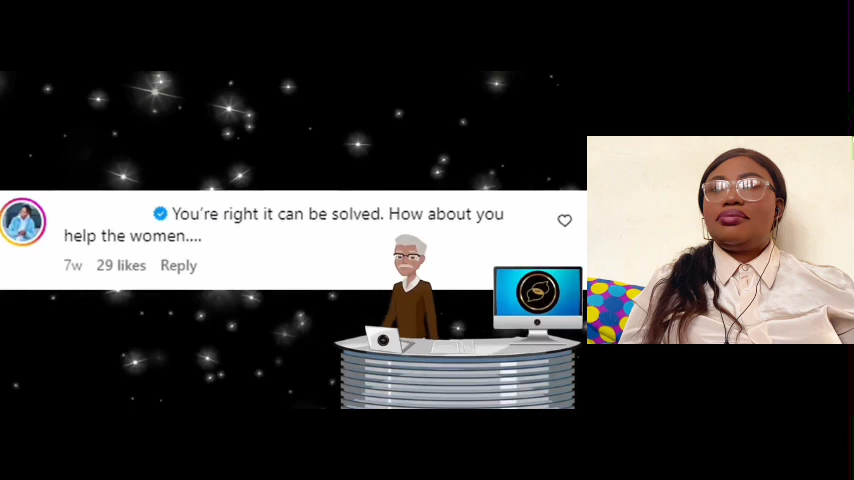 You're right it can be solved. How about you
help the women....
7w 29 likes Reply